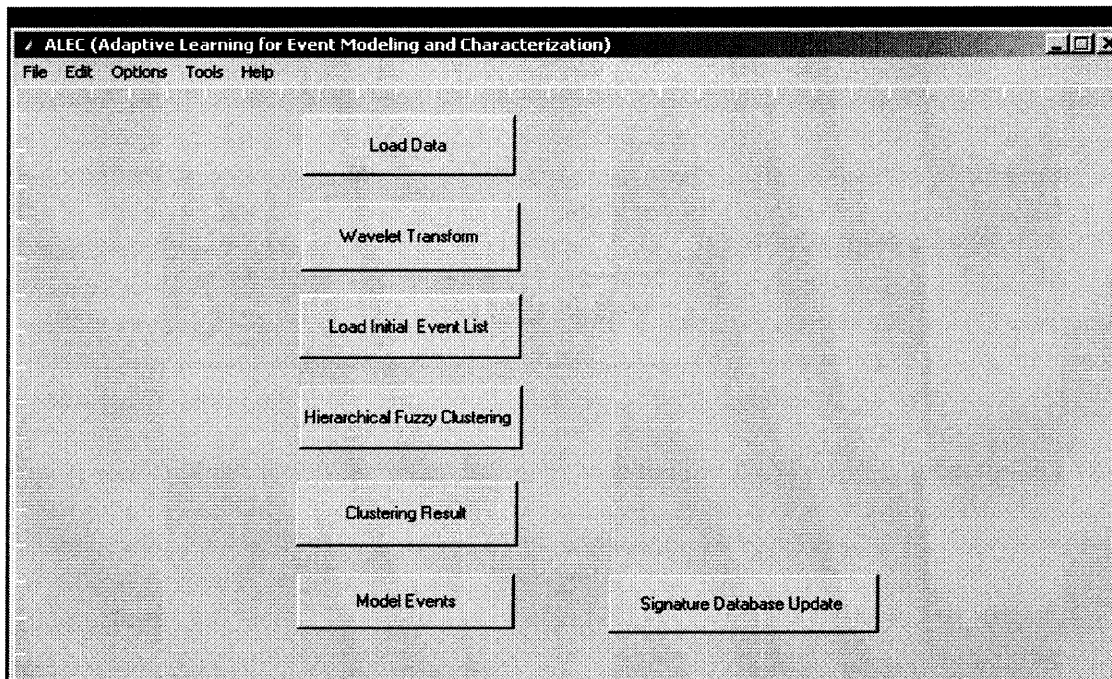 ALEC (Adaptive Learning for Event Modeling and Characterization)
File Edit Options Tools Help
Load Data
Wavelet Transform
Load Initial Event List
Hierarchical Fuzzy Clustering
Clustering Result
Model Events Signature Database Update